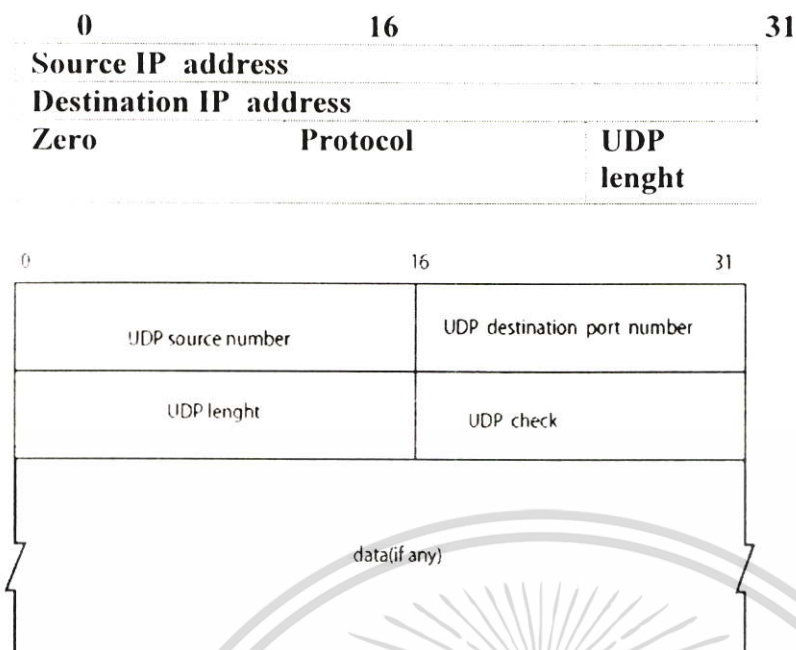 0 16 31
Source IP address
Destination IP address
Zero Protocol UDP
lenght
0 16 31
UDP source number UDP destination port number
UDP lenght UDP check
data(if any)